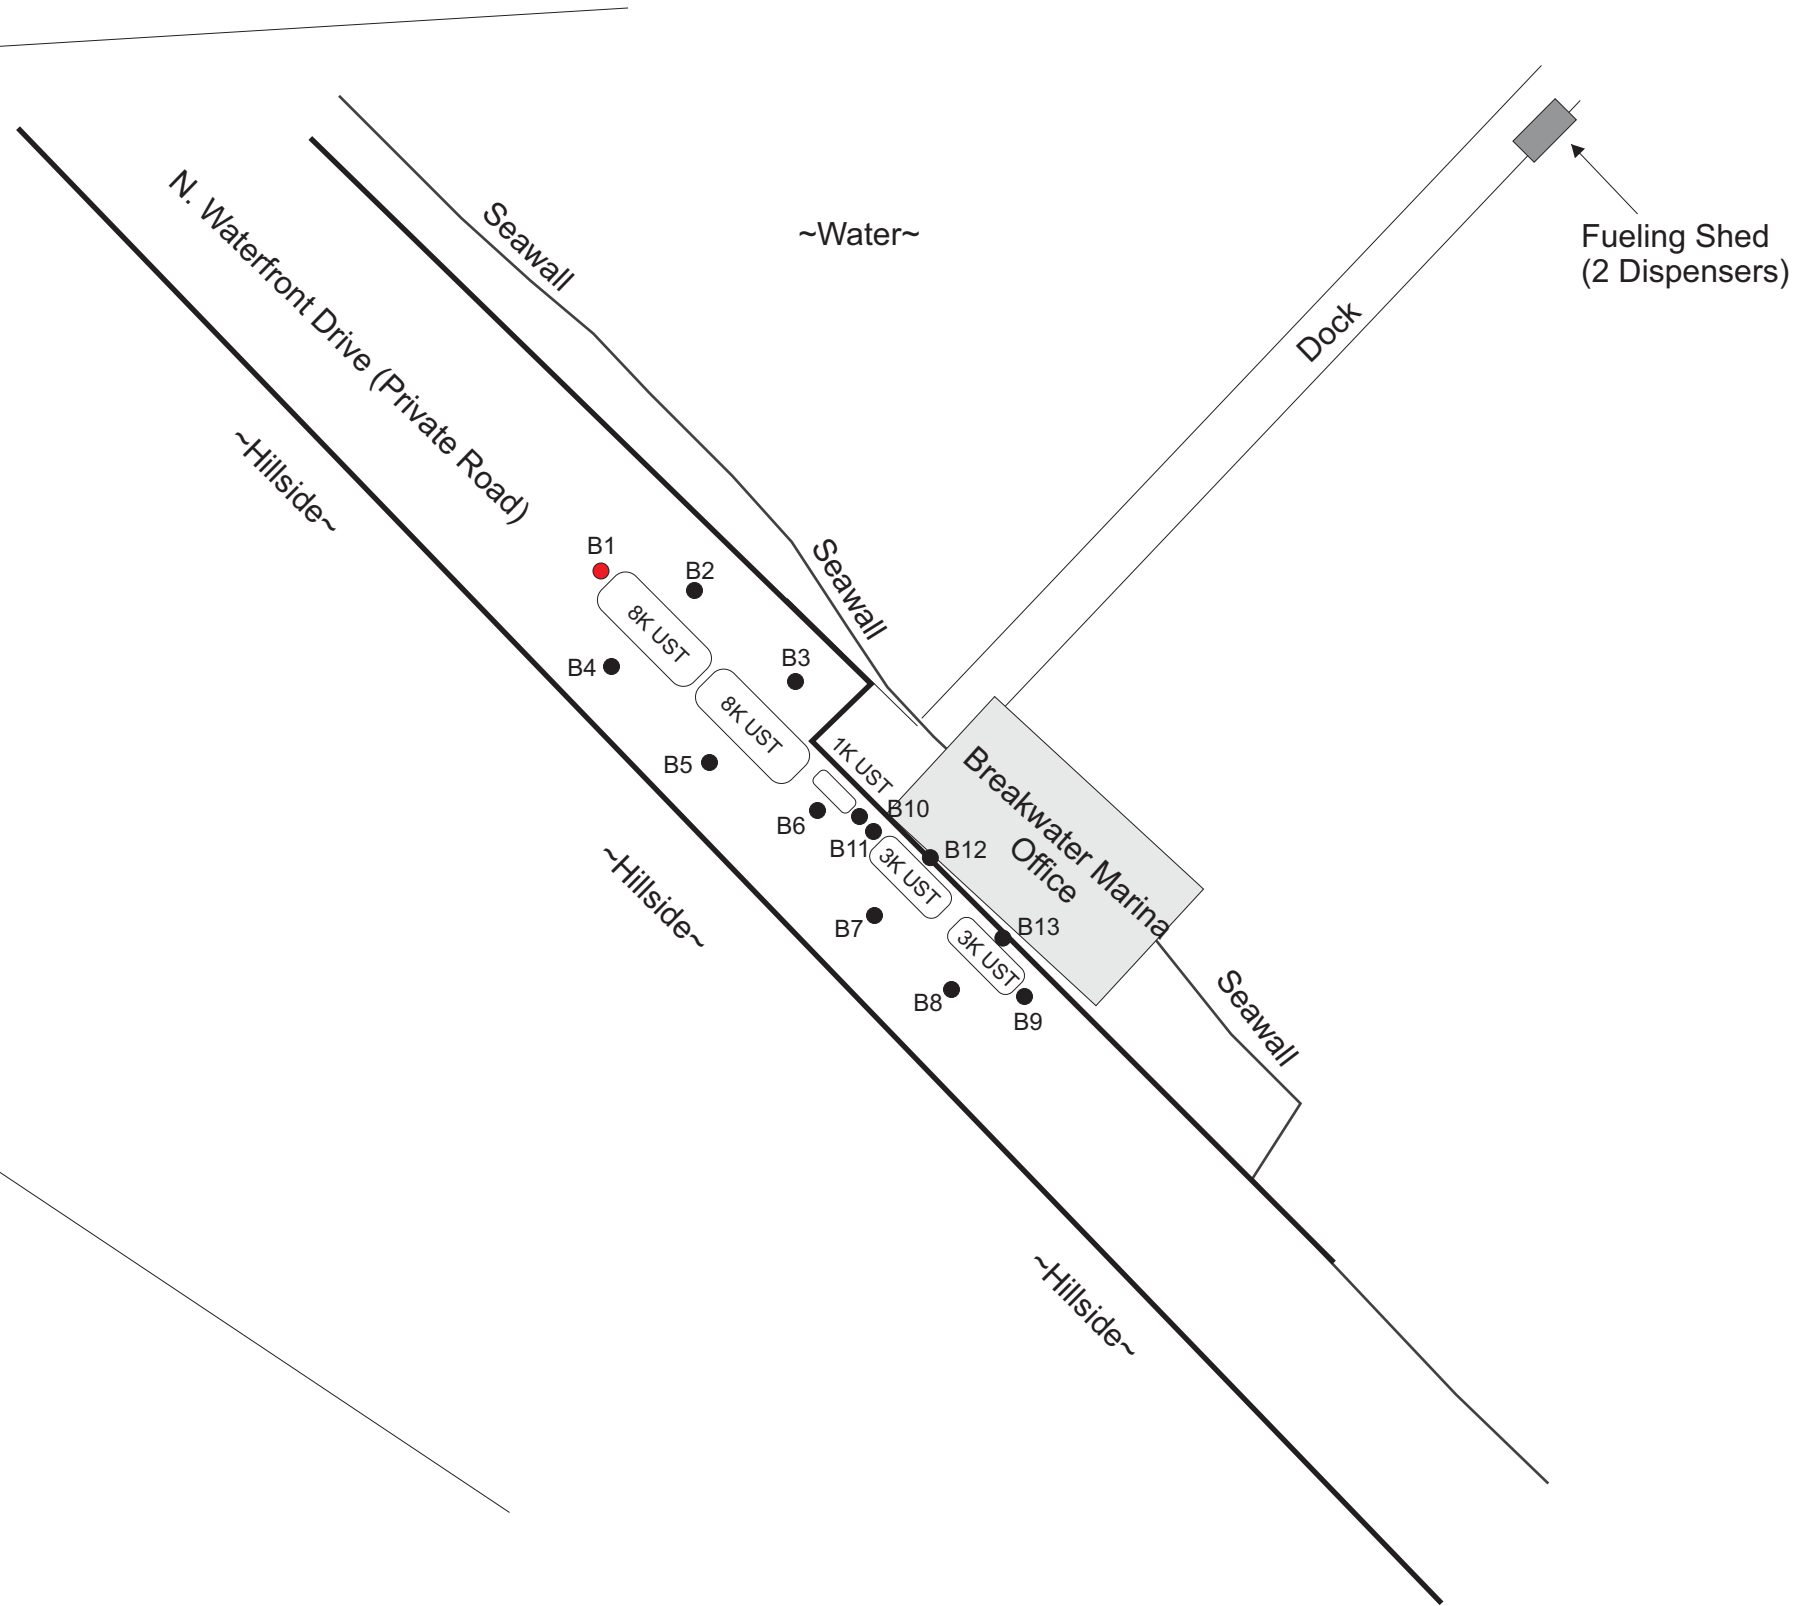 N. Waterfront Drive (Private Road)
Seawall
~Water~
Fueling Shed
(2 Dispensers)
Dock
~Hillside~
Seawall
B1
B2
8K UST
B4
B3
8K UST
B5
1K UST
B6
B10
B11
B12
3K UST
Breakwater Marina
Office
B7
B13
3K UST
B8
B9
~Hillside~
Seawall
~Hillside~